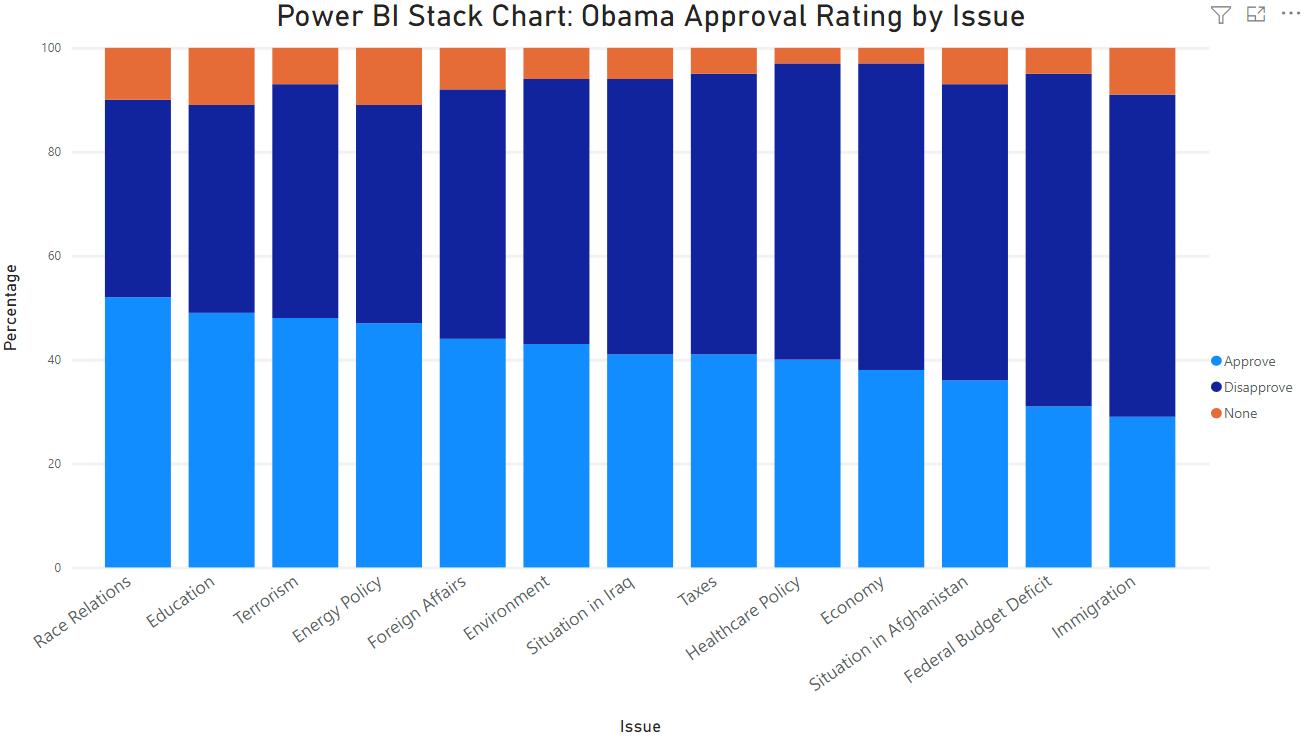 Power BI Stack Chart: Obama Approval Rating by Issue
100
80
60
40
20
0
Percentage
Race Relations
Education
Terrorism
Energy Policy
Foreign Affairs
Environment
Situation in Iraq
Taxes
Healthcare Policy
Economy
Situation in Afghanistan
Federal Budget Deficit
Immigration
Issue
Approve
Disapprove
None